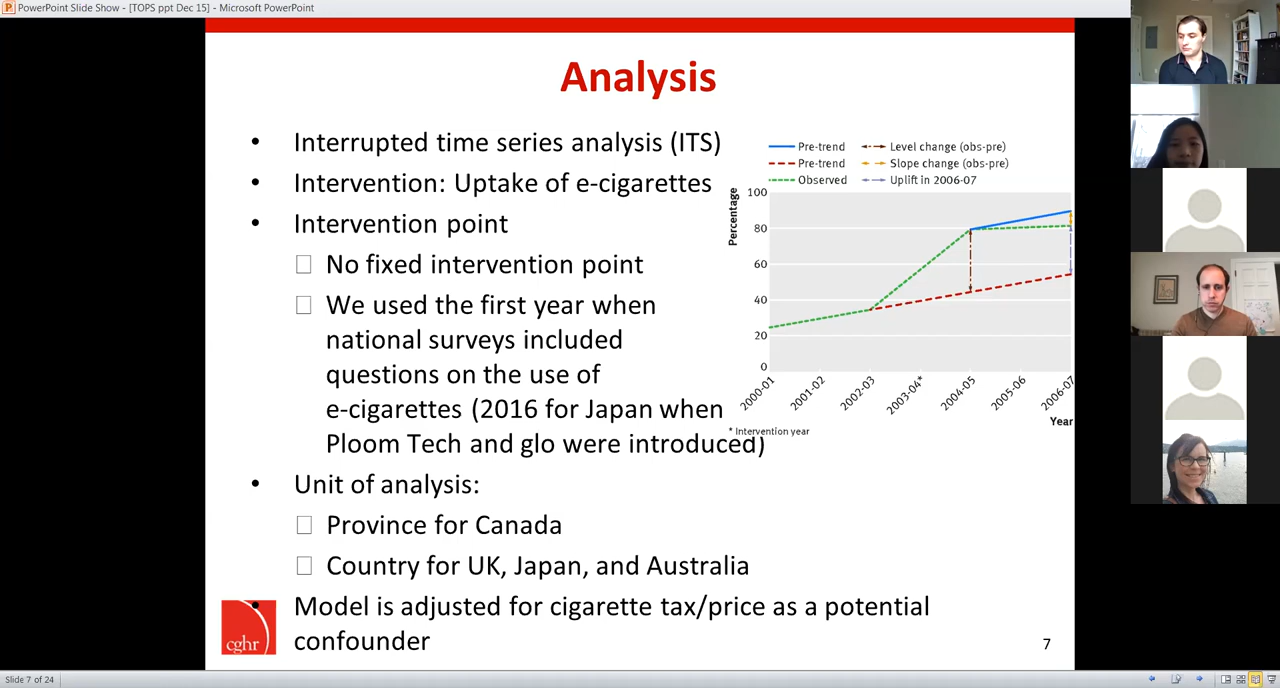 PowerPoint Slide Show - [TOPS ppt Dec 15] - Microsoft PowerPoint
Analysis
• Interrupted time series analysis (ITS)
• Intervention: Uptake of e-cigarettes
• Intervention point
No fixed intervention point
We used the first year when
national surveys included
questions on the use of
e-cigarettes (2016 for Japan when
Ploom Tech and glo were introduced)
• Unit of analysis:
Province for Canada
Country for UK, Japan, and Australia
• Model is adjusted for cigarette tax/price as a potential
confounder
Pre-trend Level change (obs-pre)
Pre-trend Slope change (obs-pre)
Observed Uplift in 2006-07
Percentage
100
80
60
40
20
0
2000-01 2001-02 2002-03 2003-04* 2004-05 2005-06 2006-07
Year
* Intervention year
cghr
7
Slide 7 of 24